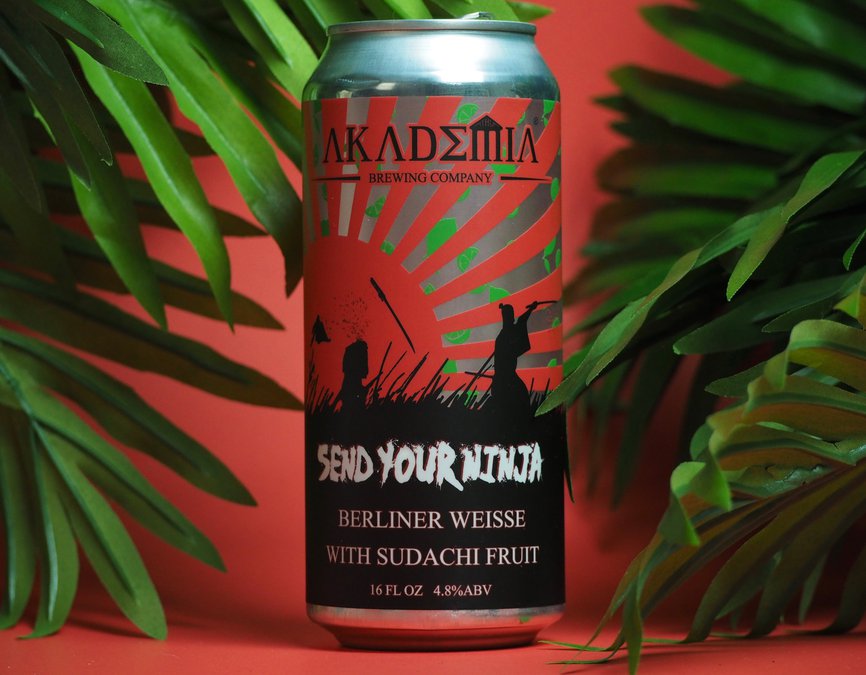 AKADEMIA
®
BREWING COMPANY
SEND YOUR NINJA
BERLINER WEISSE
WITH SUDACHI FRUIT
16 FL OZ 4.8%ABV